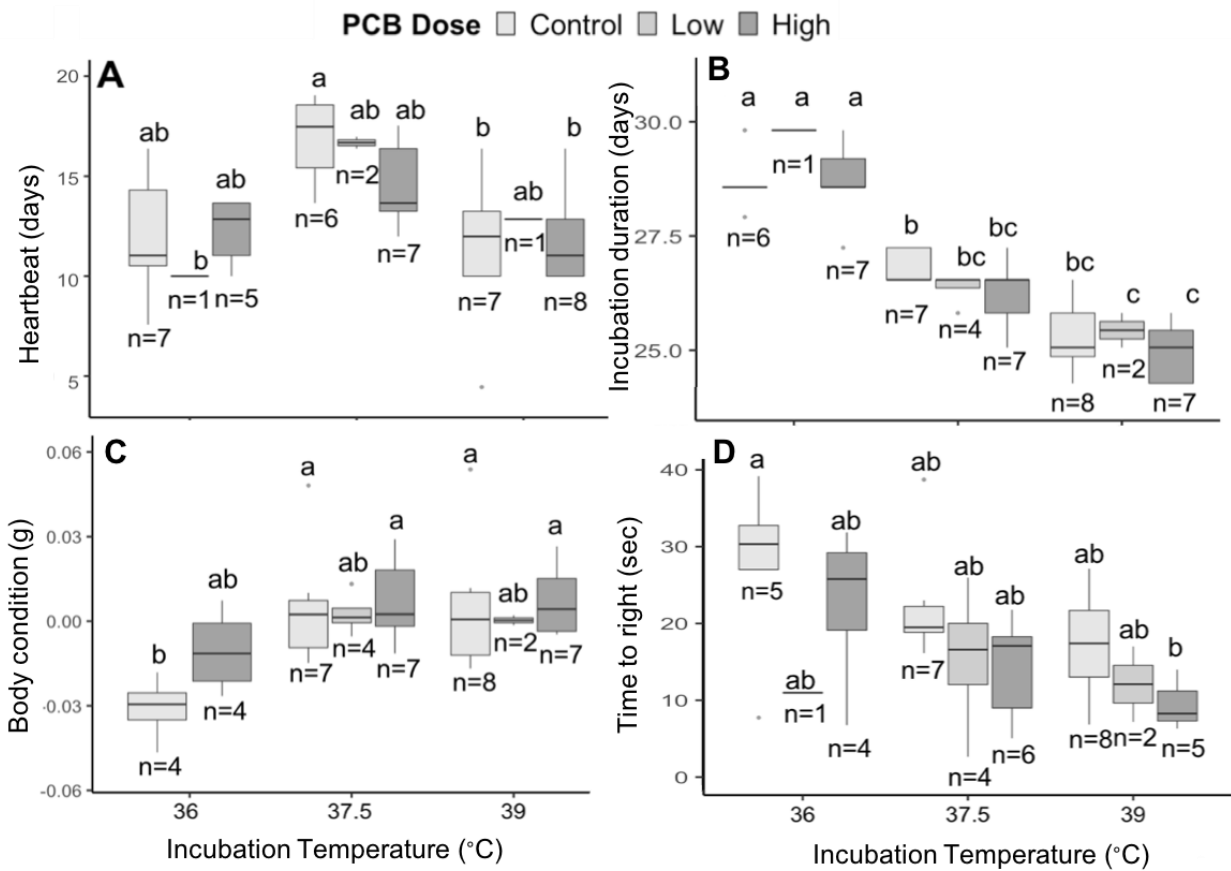 PCB Dose Control Low High
A
Heartbeat (days)
20
15
10
5
ab
n=7
b
n=1
ab
n=5
a
n=6
ab
n=2
ab
n=7
b
n=7
ab
n=1
b
n=8
B
Incubation duration (days)
30.0
27.5
25.0
a
n=6
a
n=1
a
n=7
b
n=7
bc
n=4
bc
n=7
bc
n=8
c
n=2
c
n=7
C
Body condition (g)
0.06
0.03
0.00
-0.03
-0.06
b
n=4
ab
n=4
a
n=7
ab
n=4
a
n=7
a
n=8
ab
n=2
a
n=7
36
37.5
39
Incubation Temperature (°C)
D
Time to right (sec)
40
30
20
10
0
a
n=5
ab
n=1
ab
n=4
ab
n=7
ab
n=4
ab
n=6
ab
n=8
ab
n=2
b
n=5
36
37.5
39
Incubation Temperature (°C)